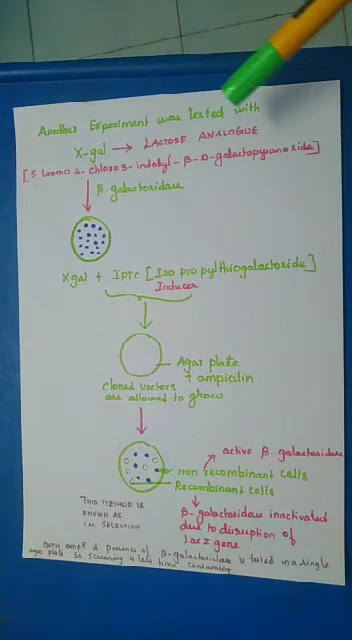 Another Experiment was tested with
X-gal → LACTOSE ANALOGUE
[5 bromo 4-chloro 3-indolyl-β-D-galactopyranoside]
β-galactosidase
Xgal + IPTC [Iso propylthiogalactoside]
Inducer
Agar plate
+ ampicilin
cloned vectors
are allowed to grow
active β-galactosidase
non recombinant cells
Recombinant cells
β-galactosidase inactivated
due to disruption of
Lac Z gene
THIS METHOD IS
KNOWN AS
LAC SELECTION
Both ampR & presence of β-galactosidase is tested in a single
agar plate so screening is less time consuming